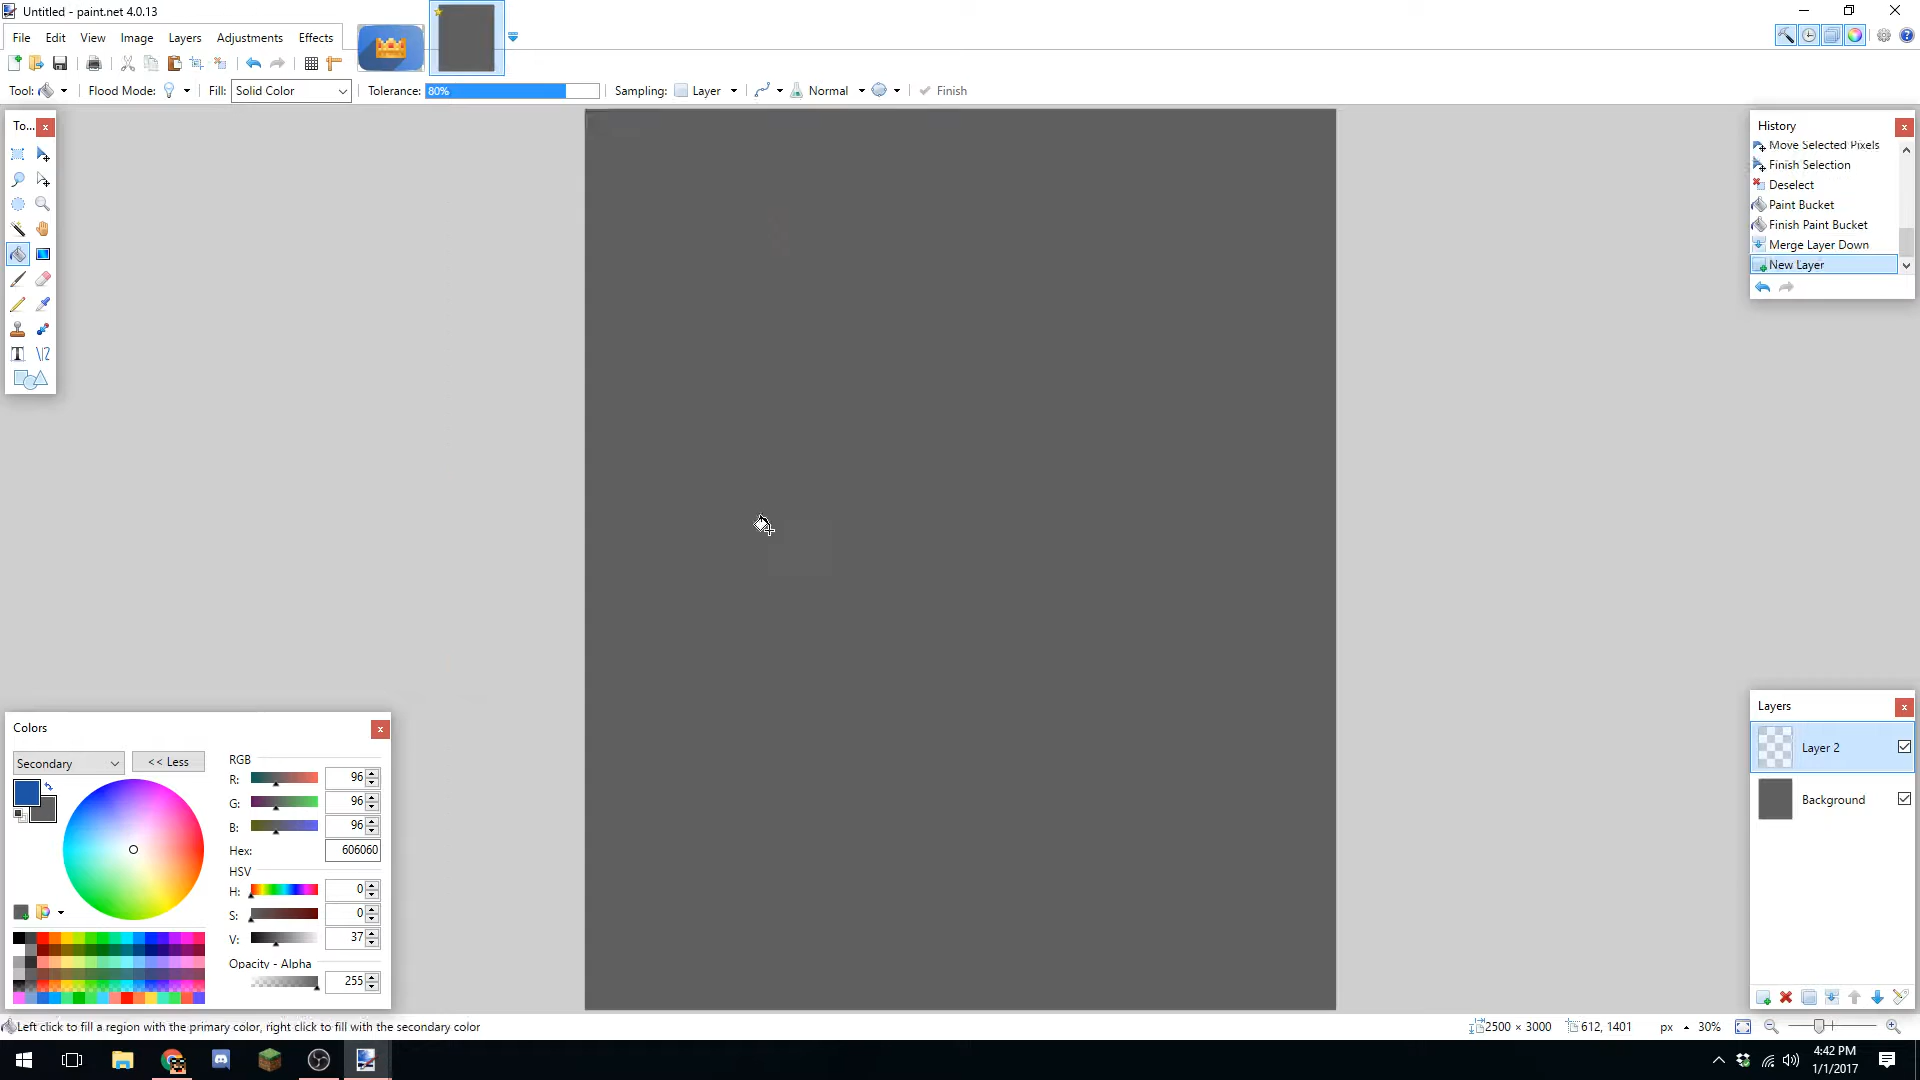 Untitled - paint.net 4.0.13
File Edit View Image Layers Adjustments Effects
Tool: Flood Mode: Fill: Solid Color Tolerance: 80% Sampling: Layer Normal Finish
To...
History
Move Selected Pixels
Finish Selection
Deselect
Paint Bucket
Finish Paint Bucket
Merge Layer Down
New Layer
Colors
Secondary << Less
RGB
R: 96
G: 96
B: 96
Hex: 606060
HSV
H: 0
S: 0
V: 37
Opacity - Alpha
255
Layers
Layer 2
Background
Left click to fill a region with the primary color, right click to fill with the secondary color
2500 × 3000 612, 1401 px 30%
4:42 PM
1/1/2017